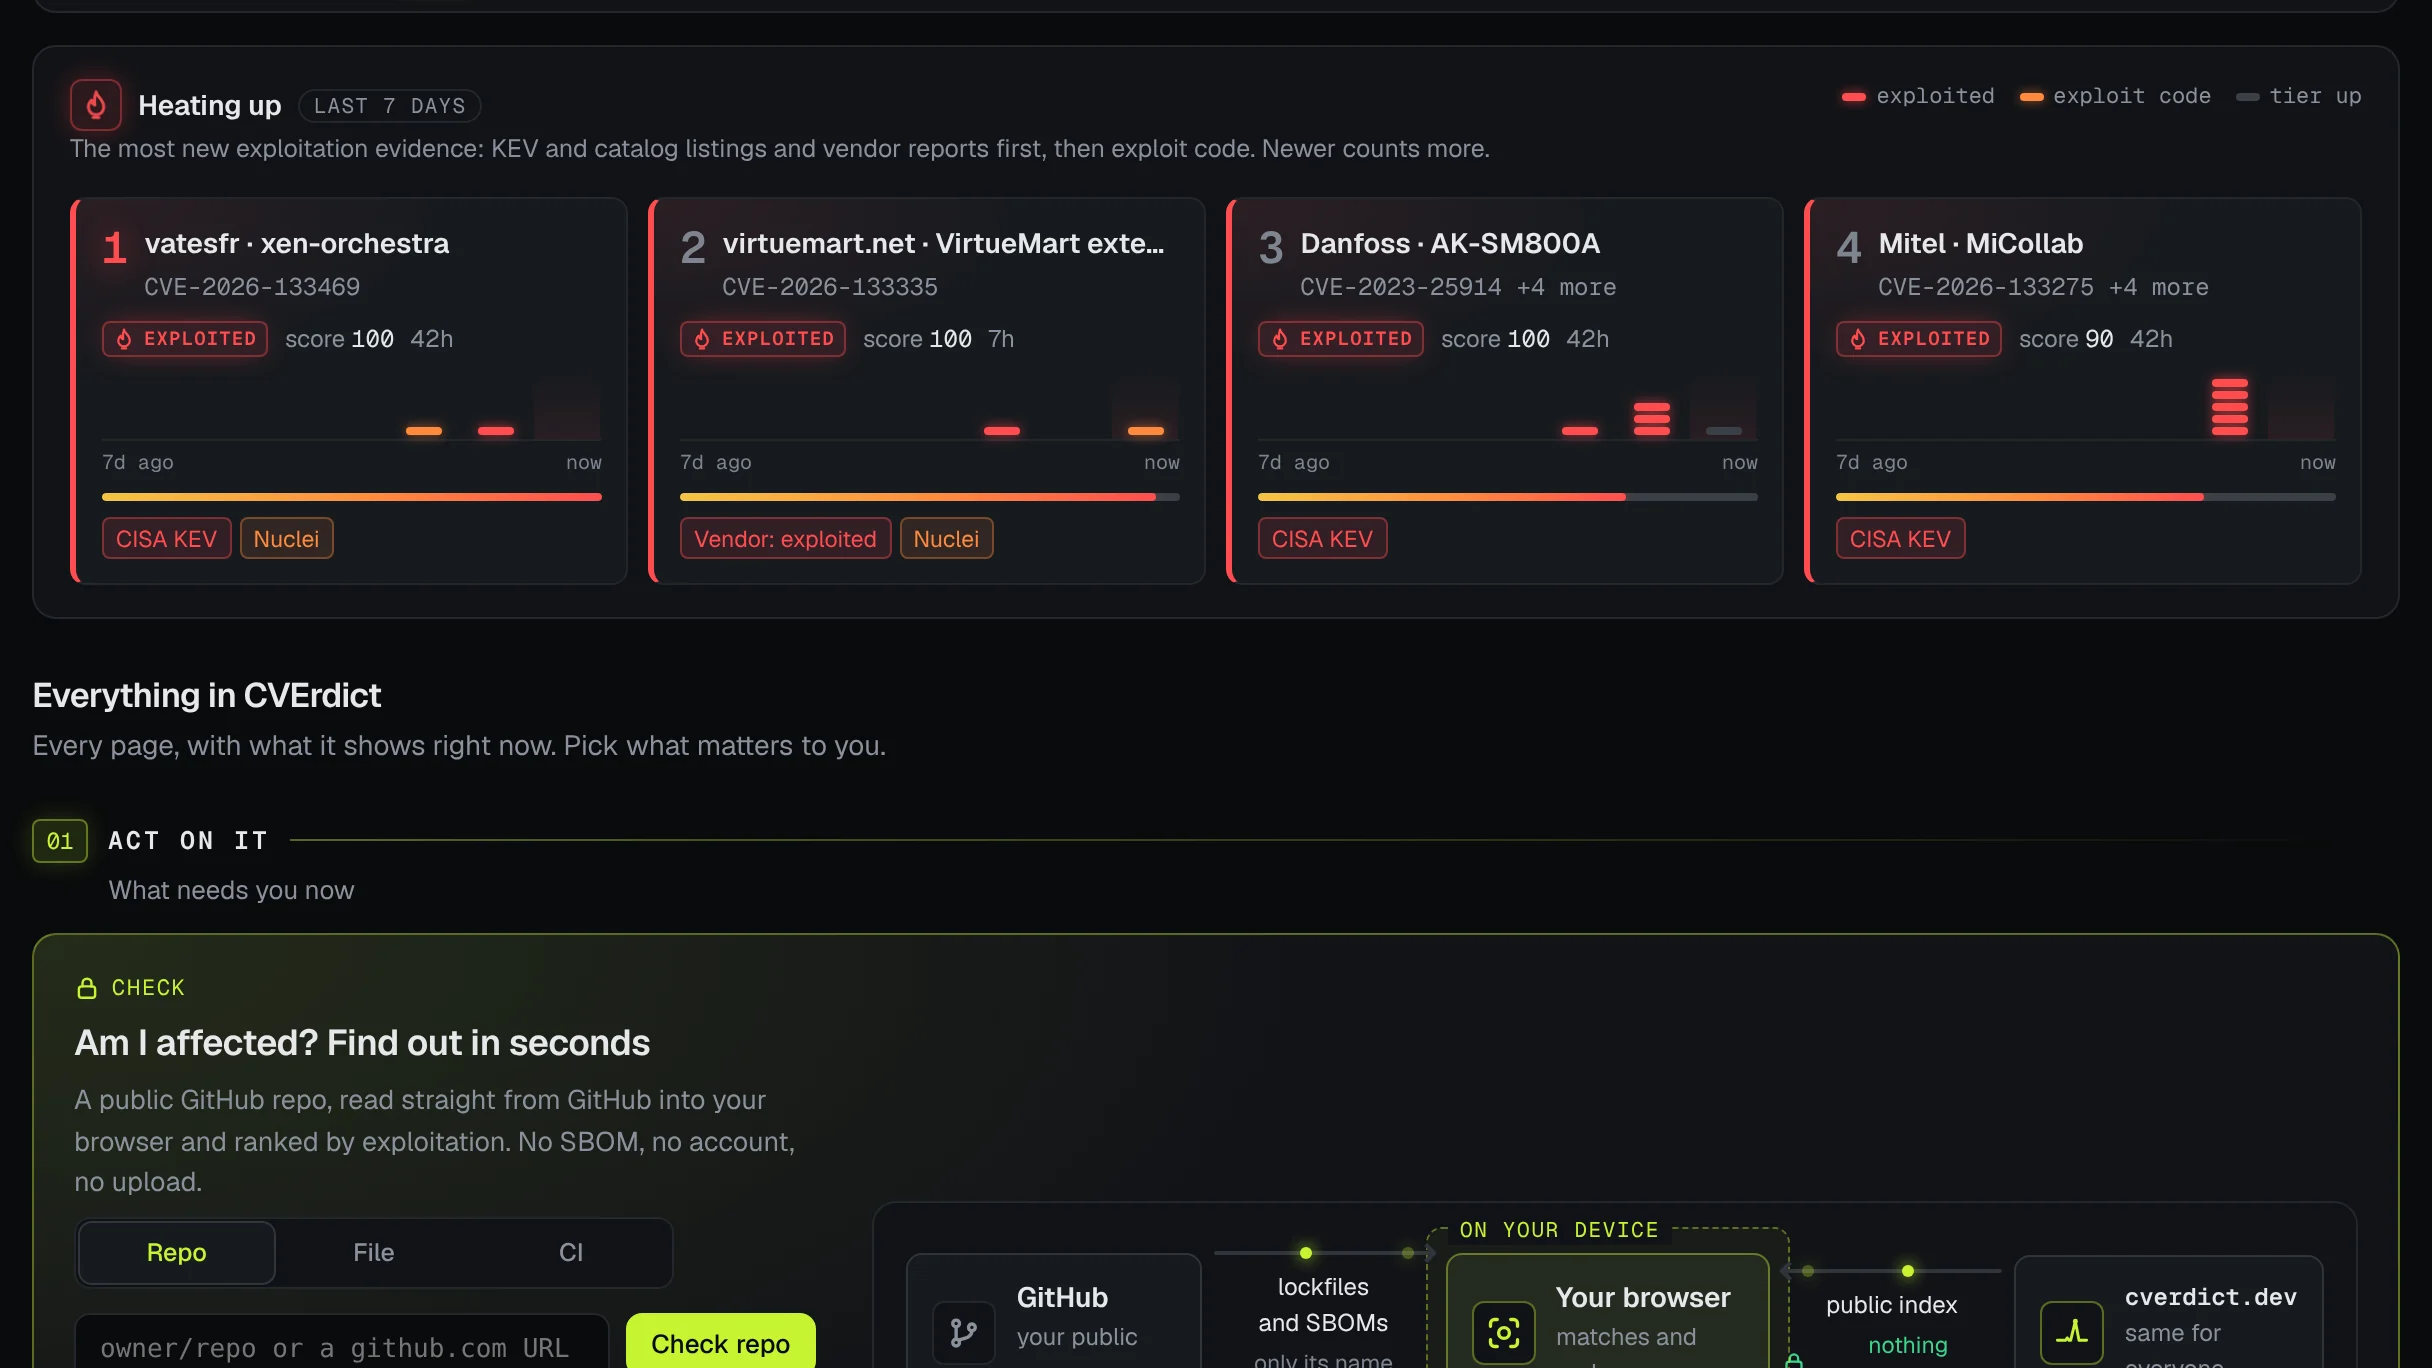 Heating up LAST 7 DAYS
exploited exploit code tier up
The most new exploitation evidence: KEV and catalog listings and vendor reports first, then exploit code. Newer counts more.
1 vatesfr · xen-orchestra
CVE-2026-133469
EXPLOITED score 100 42h
7d ago now
CISA KEV Nuclei
2 virtuemart.net · VirtueMart exte...
CVE-2026-133335
EXPLOITED score 100 7h
7d ago now
Vendor: exploited Nuclei
3 Danfoss · AK-SM800A
CVE-2023-25914 +4 more
EXPLOITED score 100 42h
7d ago now
CISA KEV
4 Mitel · MiCollab
CVE-2026-133275 +4 more
EXPLOITED score 90 42h
7d ago now
CISA KEV
Everything in CVErdict
Every page, with what it shows right now. Pick what matters to you.
01 ACT ON IT
What needs you now
CHECK
Am I affected? Find out in seconds
A public GitHub repo, read straight from GitHub into your
browser and ranked by exploitation. No SBOM, no account,
no upload.
Repo File CI
owner/repo or a github.com URL Check repo
GitHub
your public
lockfiles
and SBOMs
only its name
ON YOUR DEVICE
Your browser
matches and
public index
nothing
cverdict.dev
same for
everyone